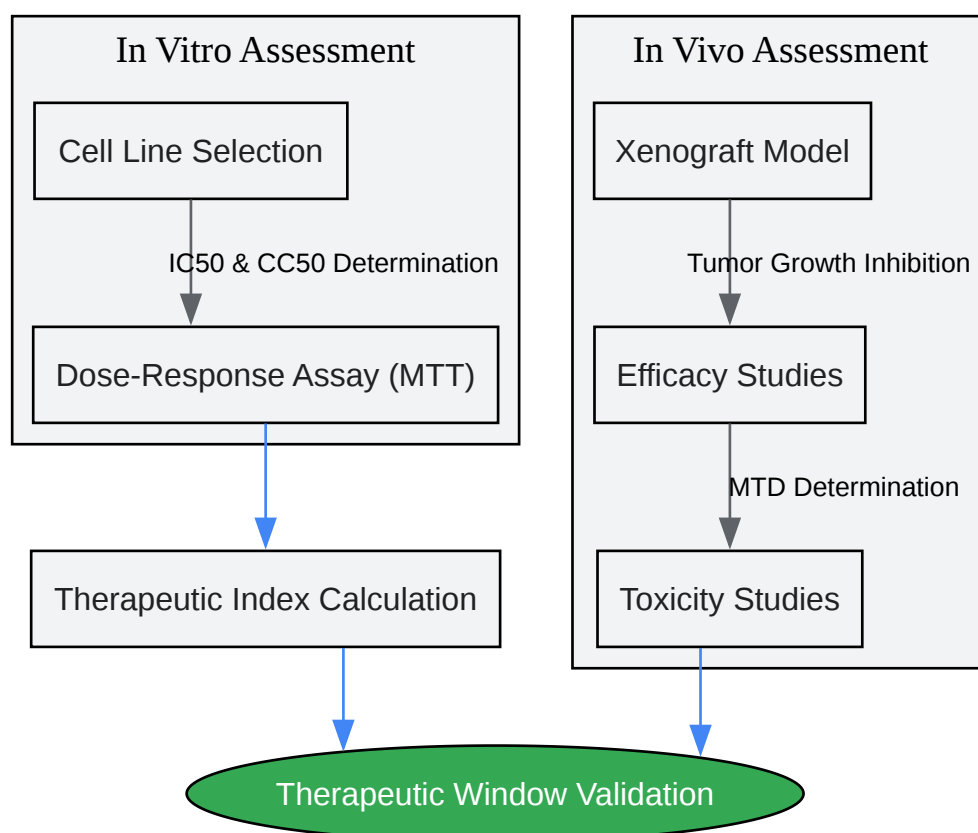 In Vitro Assessment
Cell Line Selection
IC50 & CC50 Determination
Dose-Response Assay (MTT)
Therapeutic Index Calculation
In Vivo Assessment
Xenograft Model
Tumor Growth Inhibition
Efficacy Studies
MTD Determination
Toxicity Studies
Therapeutic Window Validation